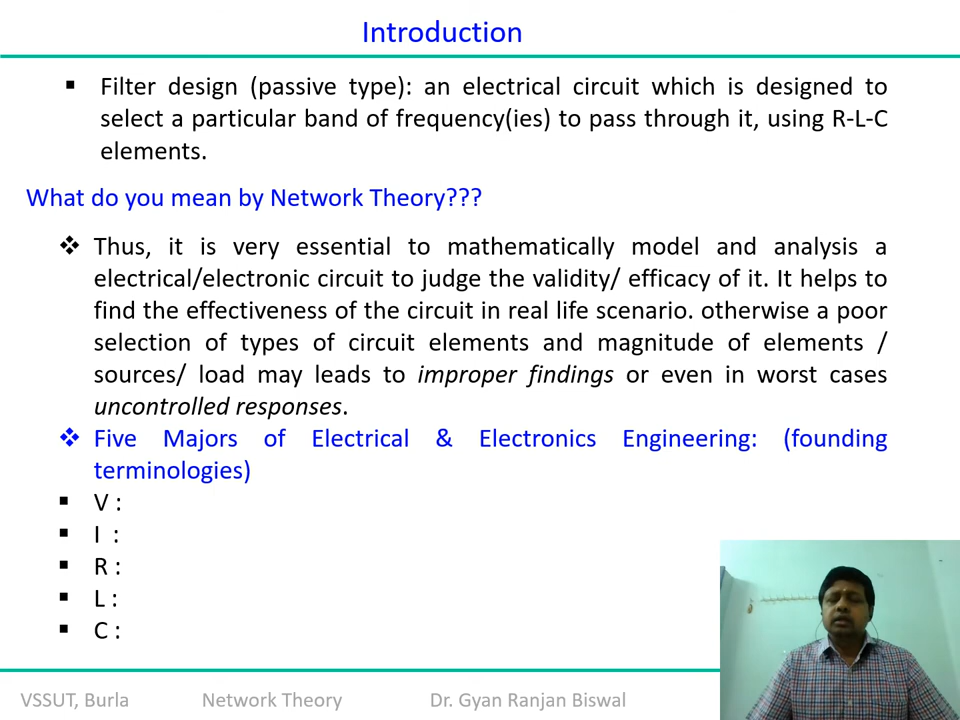 Introduction
▪ Filter design (passive type): an electrical circuit which is designed to
select a particular band of frequency(ies) to pass through it, using R-L-C
elements.
What do you mean by Network Theory???
❖ Thus, it is very essential to mathematically model and analysis a
electrical/electronic circuit to judge the validity/ efficacy of it. It helps to
find the effectiveness of the circuit in real life scenario. otherwise a poor
selection of types of circuit elements and magnitude of elements /
sources/ load may leads to improper findings or even in worst cases
uncontrolled responses.
❖ Five Majors of Electrical & Electronics Engineering: (founding
terminologies)
▪ V :
▪ I :
▪ R :
▪ L :
▪ C :
VSSUT, Burla Network Theory Dr. Gyan Ranjan Biswal